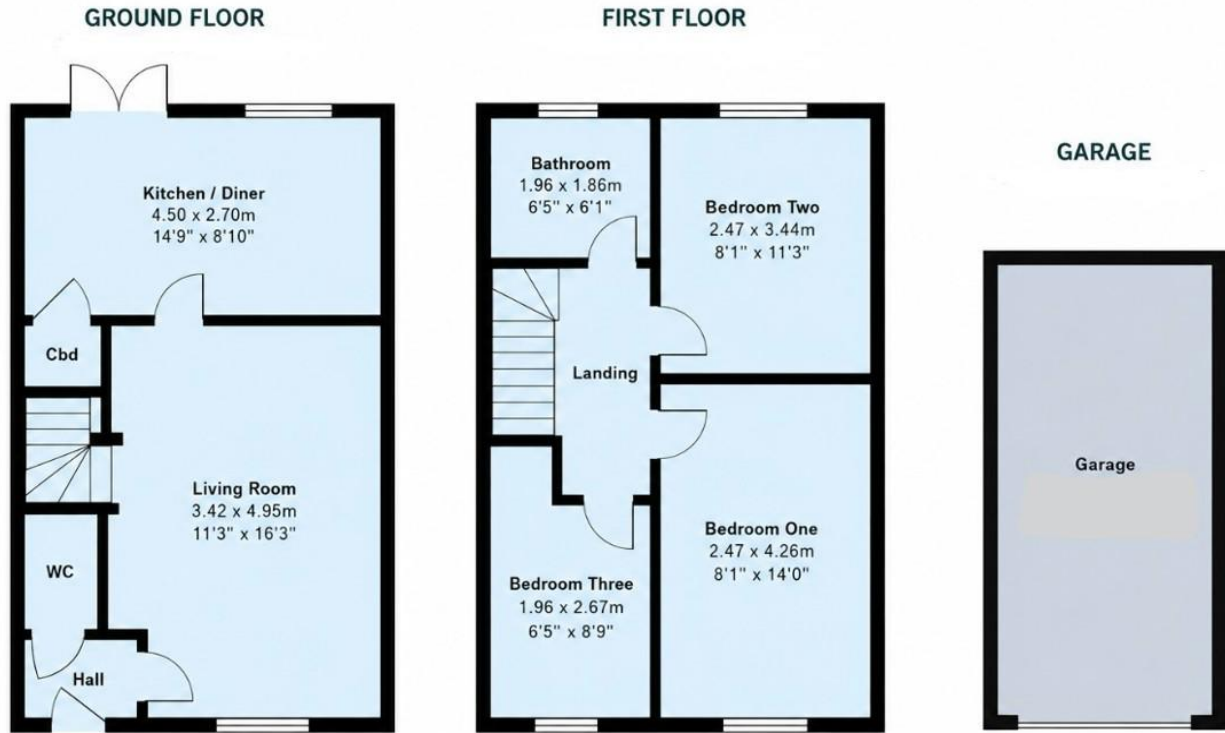 GROUND FLOOR
Kitchen / Diner
4.50 x 2.70m
14'9" x 8'10"
Cbd
Living Room
3.42 x 4.95m
11'3" x 16'3"
WC
Hall
FIRST FLOOR
Bathroom
1.96 x 1.86m
6'5" x 6'1"
Bedroom Two
2.47 x 3.44m
8'1" x 11'3"
Landing
Bedroom One
2.47 x 4.26m
8'1" x 14'0"
Bedroom Three
1.96 x 2.67m
6'5" x 8'9"
GARAGE
Garage